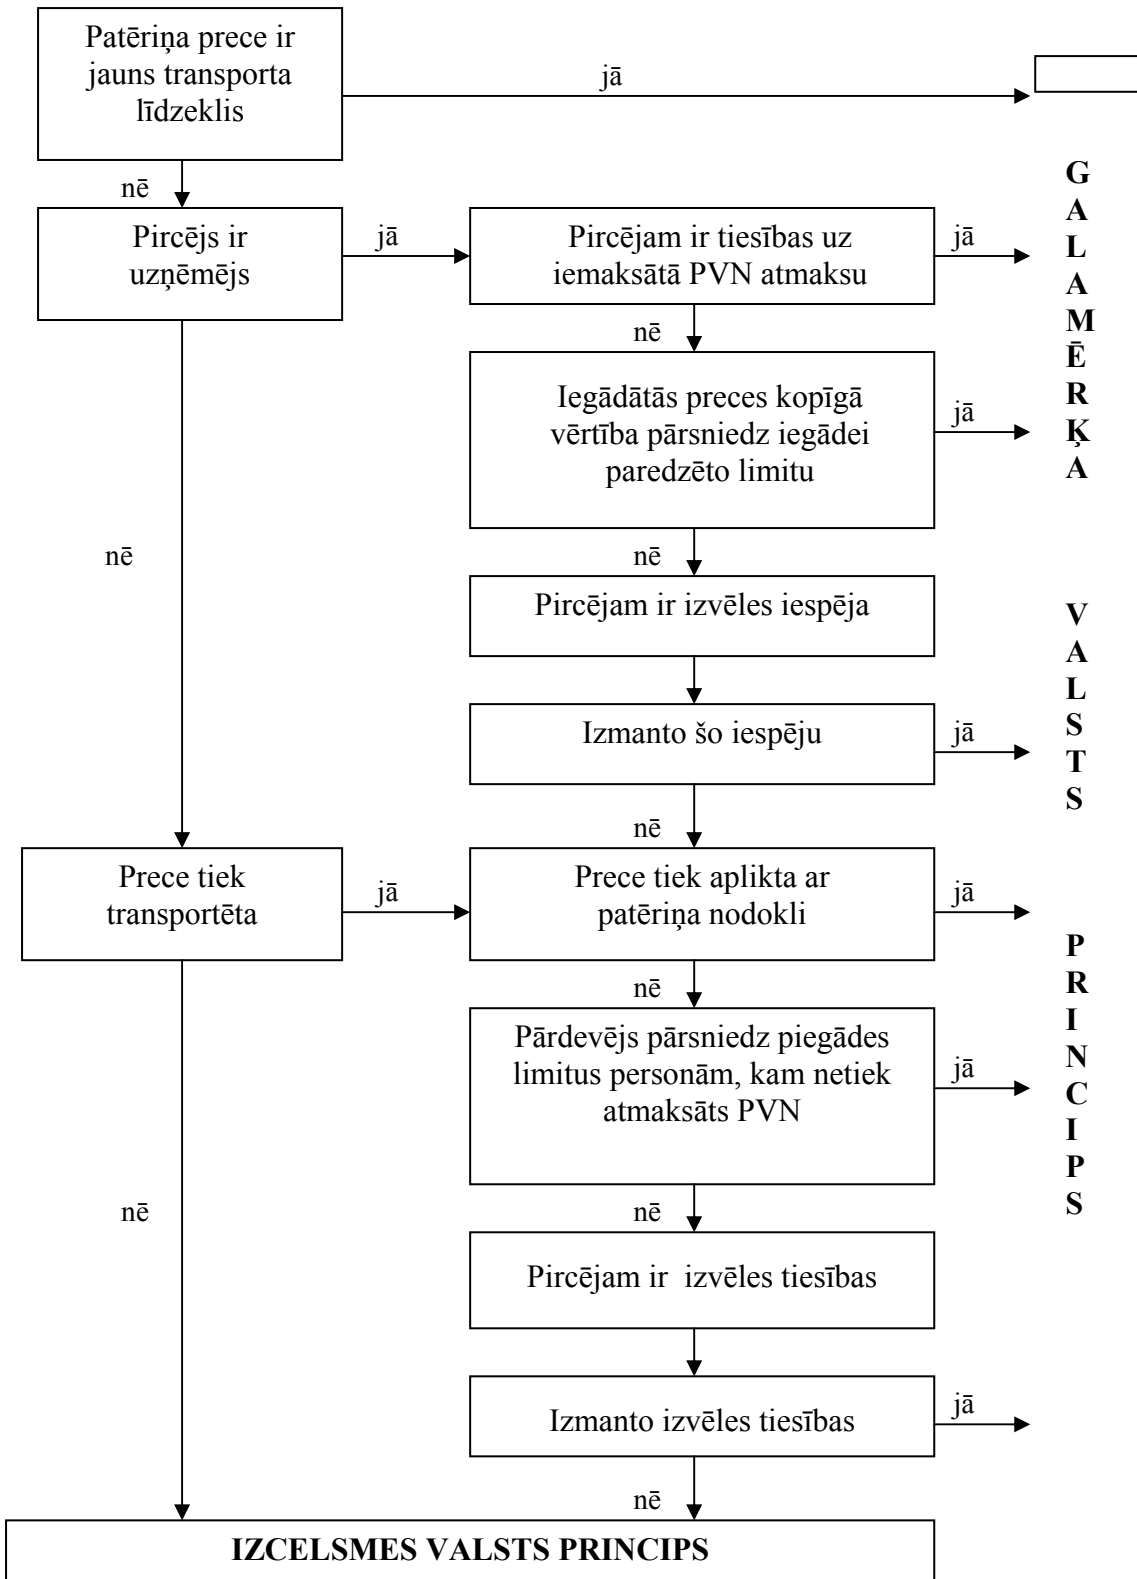 Patēriņa prece ir
jauns transporta
līdzeklis
jā
nē
Pircējs ir
uzņēmējs
jā
Pircējam ir tiesības uz
iemaksātā PVN atmaksu
jā
nē
Iegādātās preces kopīgā
vērtība pārsniedz iegādei
paredzēto limitu
jā
nē
nē
Pircējam ir izvēles iespēja
Izmanto šo iespēju
jā
nē
Prece tiek
transportēta
jā
Prece tiek aplikta ar
patēriņa nodokli
jā
nē
Pārdevējs pārsniedz piegādes
limitus personām, kam netiek
atmaksāts PVN
jā
nē
nē
Pircējam ir izvēles tiesības
Izmanto izvēles tiesības
jā
nē
IZCELSMES VALSTS PRINCIPS
GALAMĒRĶA
VALSTS
PRINCIPS